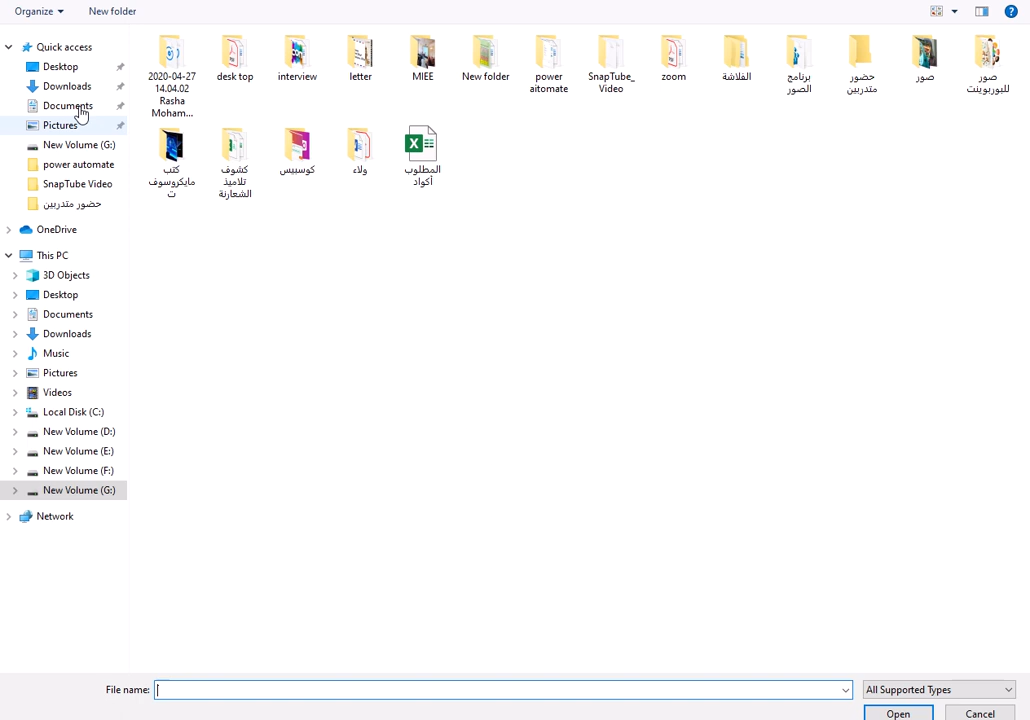 Organize
New folder
Quick access
Desktop
Downloads
Documents
Pictures
New Volume (G:)
power automate
SnapTube Video
حضور متدربين
OneDrive
This PC
3D Objects
Desktop
Documents
Downloads
Music
Pictures
Videos
Local Disk (C:)
New Volume (D:)
New Volume (E:)
New Volume (F:)
New Volume (G:)
Network
2020-04-27
14.04.02
Rasha
Moham...
desk top
interview
letter
MIEE
New folder
power
aitomate
SnapTube_
Video
zoom
الفلاشة
برنامج
الصور
حضور
متدربين
صور
صور
للبوربوينت
كتب
مايكروسوف
ت
كشوف
تلاميذ
الشعارنة
كوسبيس
ولاء
المطلوب
أكواد
File name:
All Supported Types
Open
Cancel